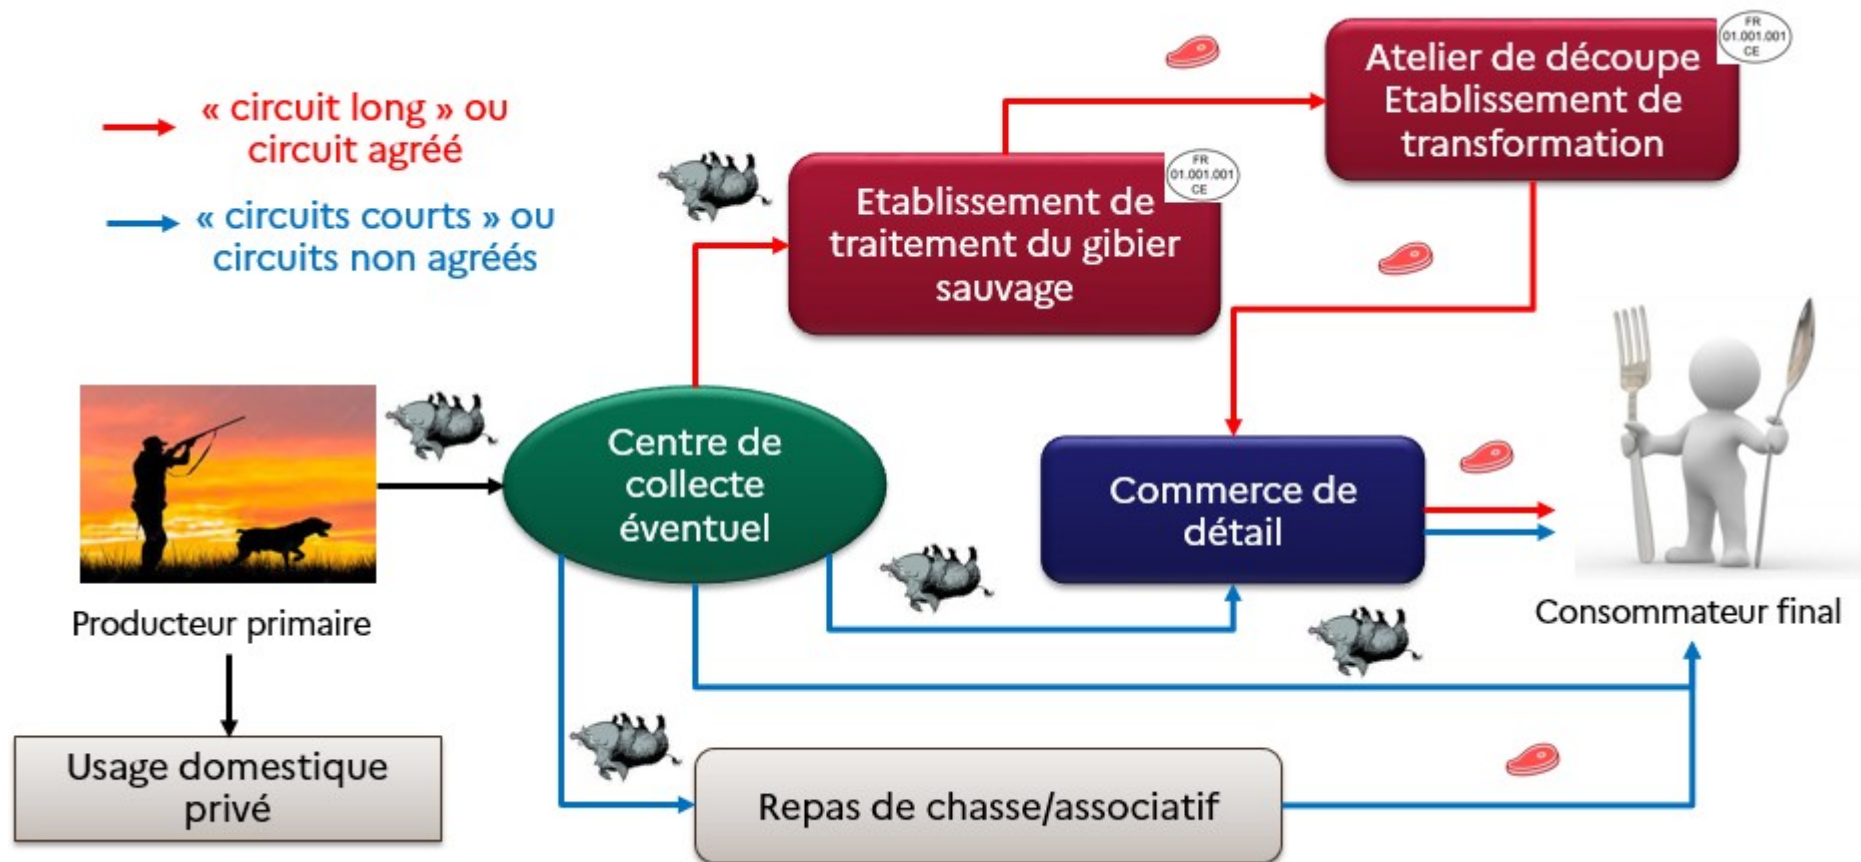 « circuit long » ou
circuit agréé
« circuits courts » ou
circuits non agréés
FR
01.001.001
CE
Atelier de découpe
Etablissement de
transformation
FR
01.001.001
CE
Etablissement de
traitement du gibier
sauvage
Centre de
collecte
éventuel
Commerce de
détail
Producteur primaire
Consommateur final
Usage domestique
privé
Repas de chasse/associatif